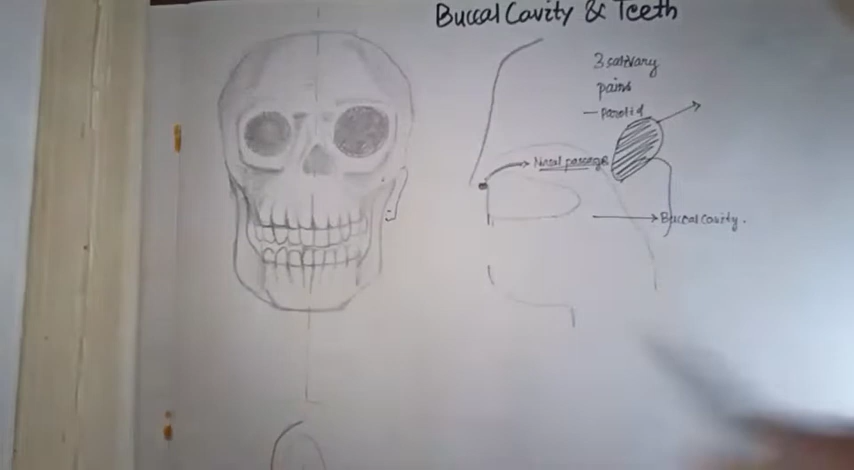 Buccal Cavity & Teeth
3 salivary
pairs
– Parotid
Nasal passage
Buccal cavity.